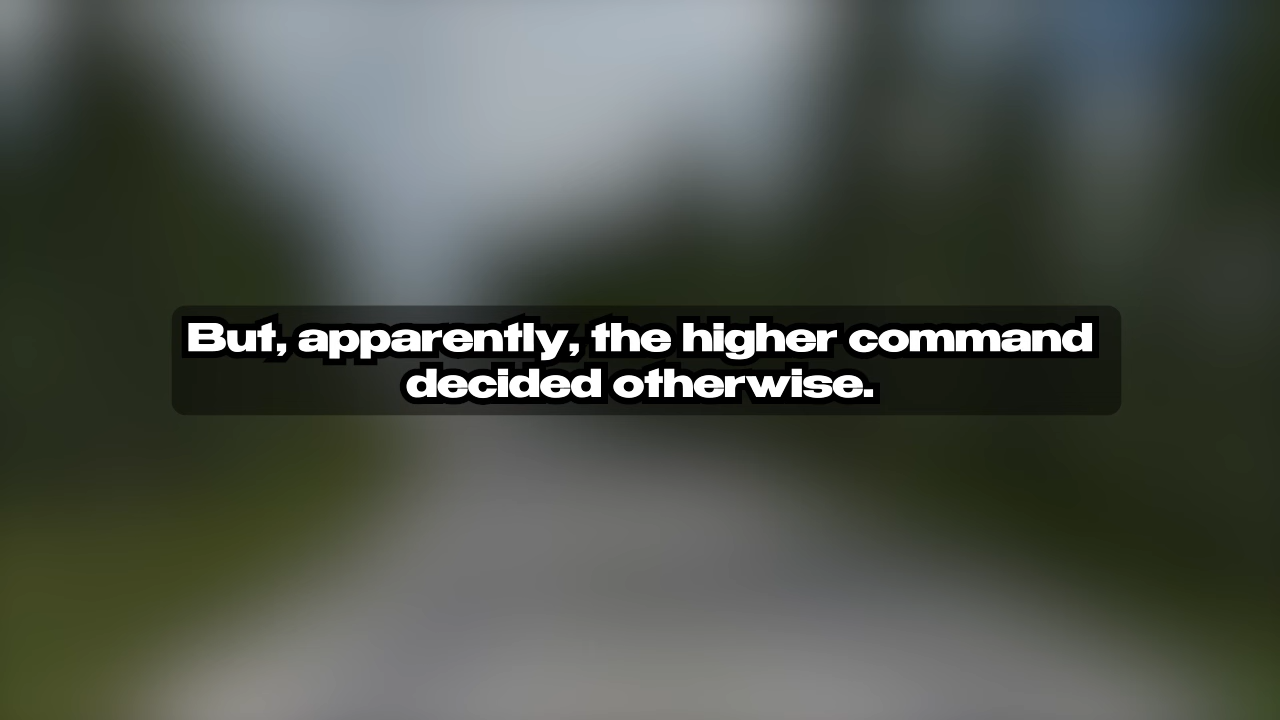 But, apparently, the higher command
decided otherwise.